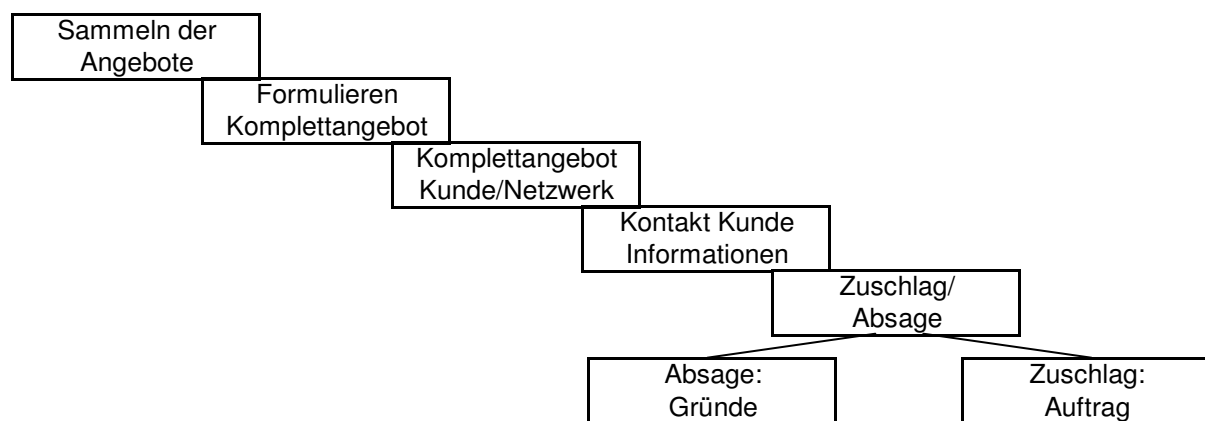 Sammeln der
Angebote
Formulieren
Komplettangebot
Komplettangebot
Kunde/Netzwerk
Kontakt Kunde
Informationen
Zuschlag/
Absage
Absage:
Gründe
Zuschlag:
Auftrag